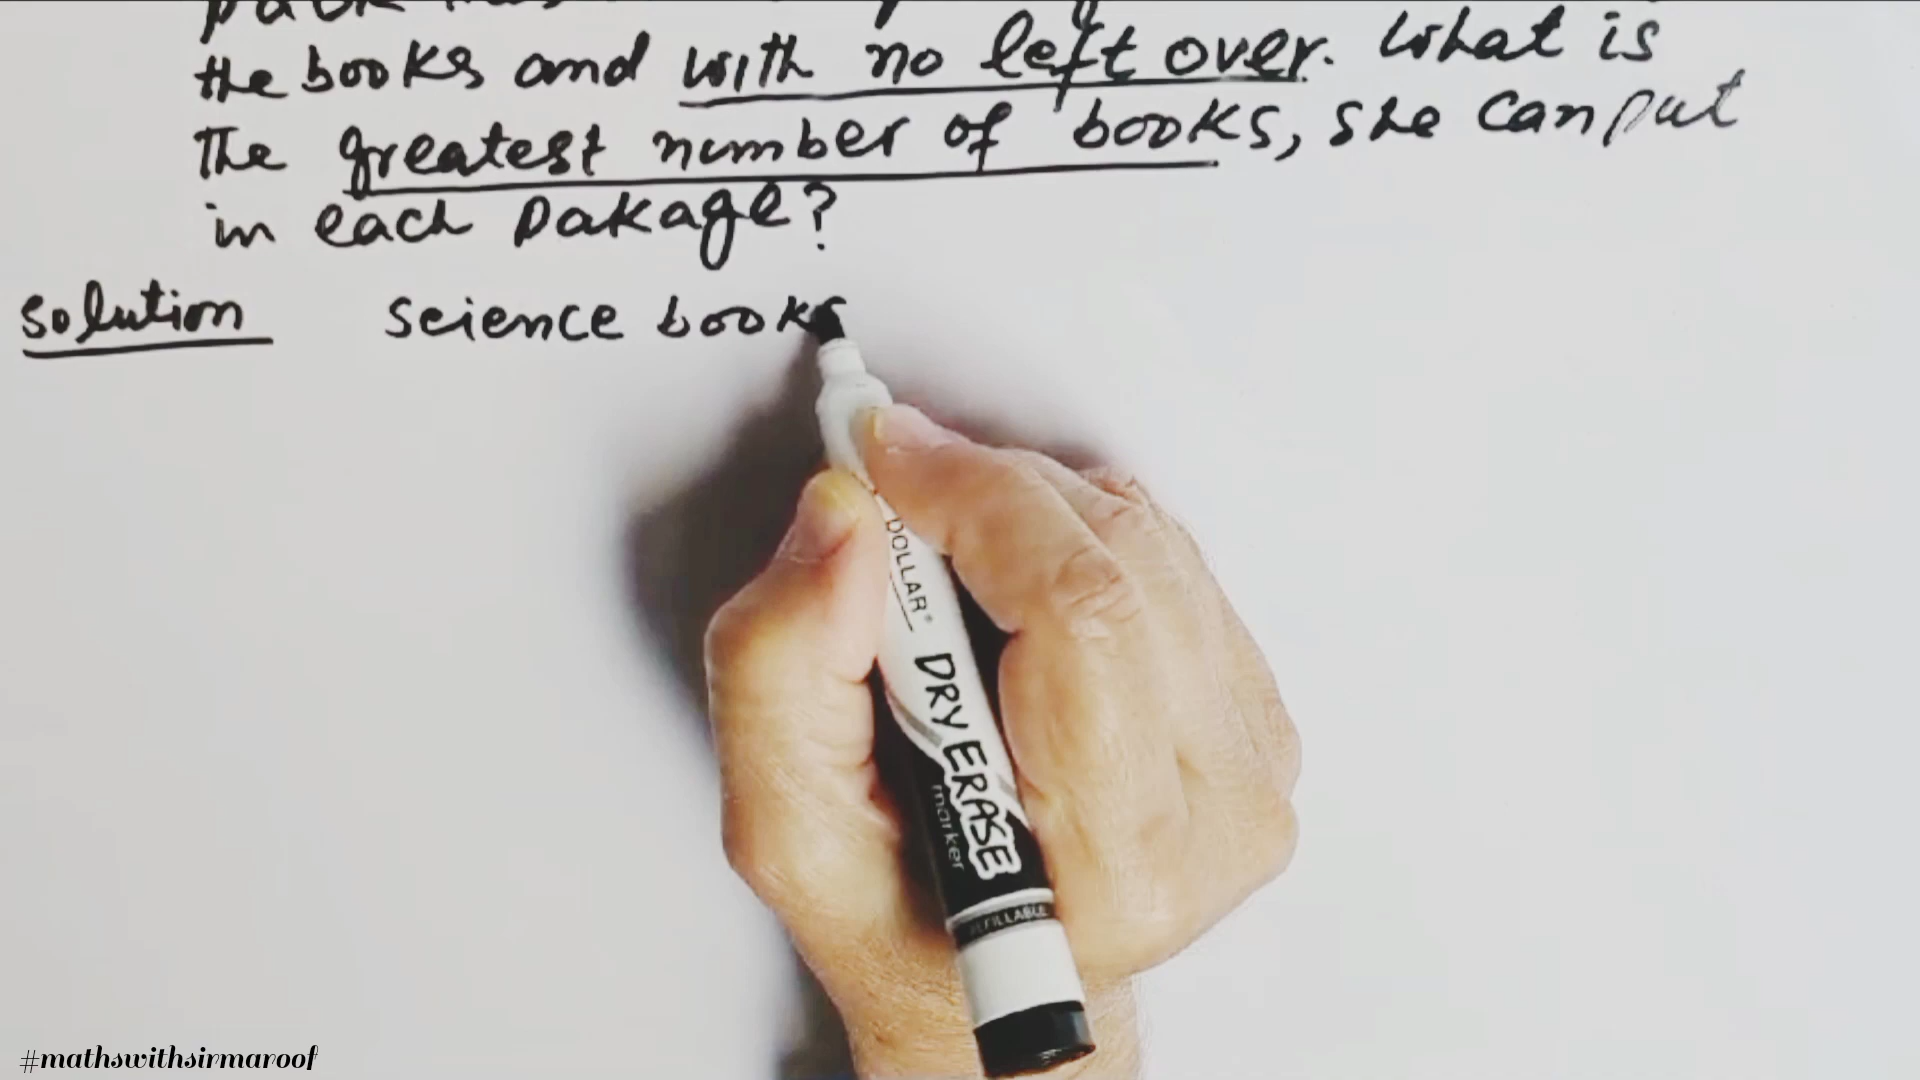 the books and with no left over. What is
The greatest number of books, she can put
in each Pakage?
Solution Science books
DOLLAR®
DRY ERASE
marker
REFILLABLE
#mathswithsirmaroof